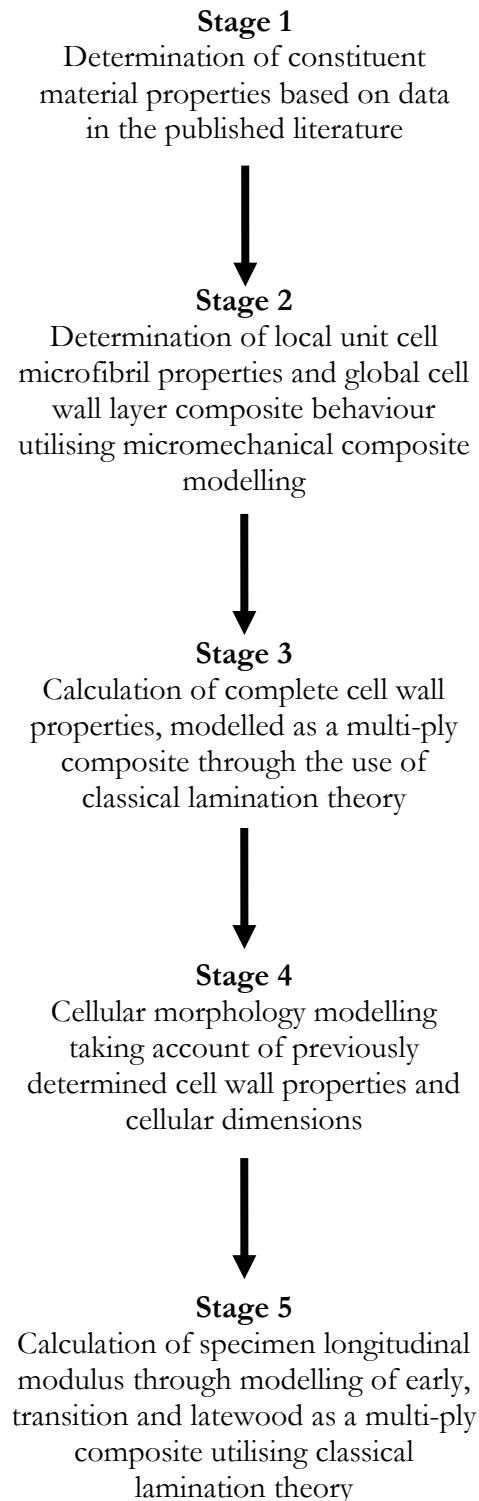 Stage 1
Determination of constituent
material properties based on data
in the published literature
Stage 2
Determination of local unit cell
microfibril properties and global cell
wall layer composite behaviour
utilising micromechanical composite
modelling
Stage 3
Calculation of complete cell wall
properties, modelled as a multi-ply
composite through the use of
classical lamination theory
Stage 4
Cellular morphology modelling
taking account of previously
determined cell wall properties and
cellular dimensions
Stage 5
Calculation of specimen longitudinal
modulus through modelling of early,
transition and latewood as a multi-ply
composite utilising classical
lamination theory